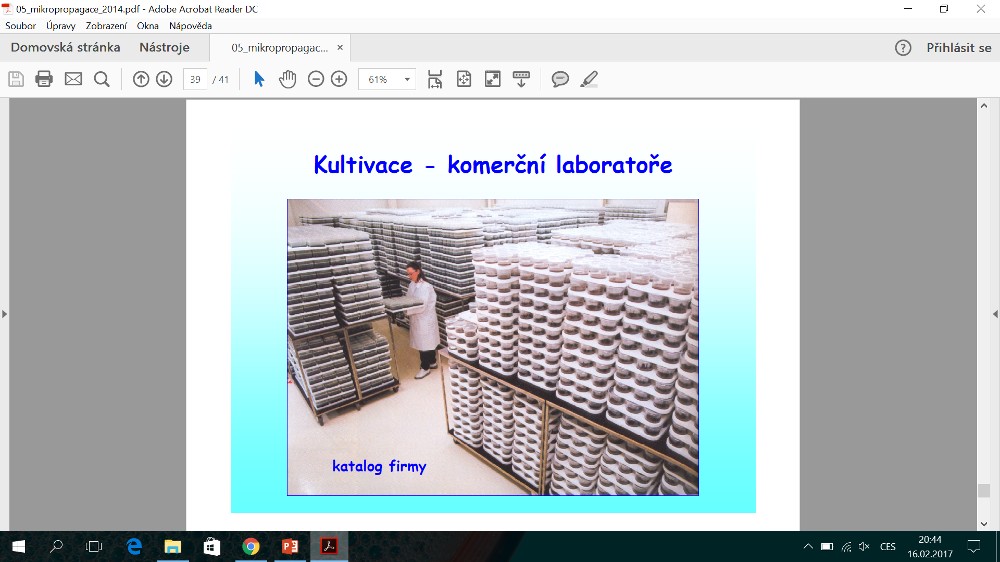 05_mikropropagace_2014.pdf - Adobe Acrobat Reader DC
Soubor Úpravy Zobrazení Okna Nápověda
Domovská stránka Nástroje 05_mikropropagac... Přihlásit se
39 / 41 61%
Kultivace - komerční laboratoře
katalog firmy
CES
20:44
16.02.2017